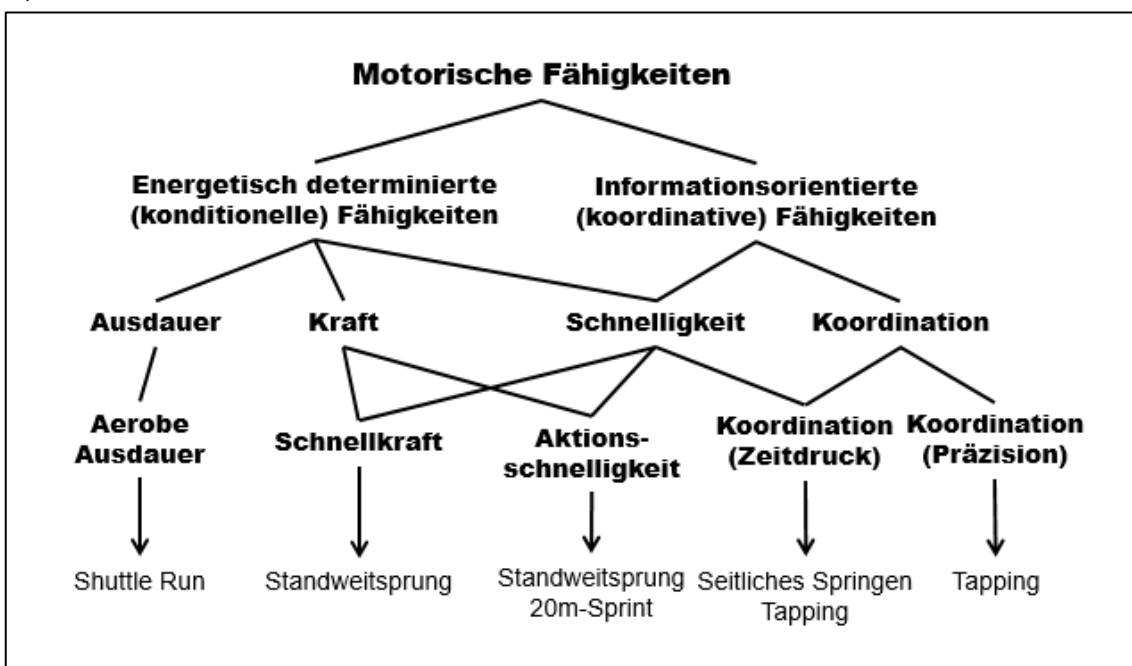 Motorische Fähigkeiten
Energetisch determinierte
(konditionelle) Fähigkeiten
Informationsorientierte
(koordinative) Fähigkeiten
Ausdauer
Kraft
Schnelligkeit
Koordination
Aerobe
Ausdauer
Schnellkraft
Aktions-
schnelligkeit
Koordination
(Zeitdruck)
Koordination
(Präzision)
Shuttle Run
Standweitsprung
Standweitsprung
20m-Sprint
Seitliches Springen
Tapping
Tapping